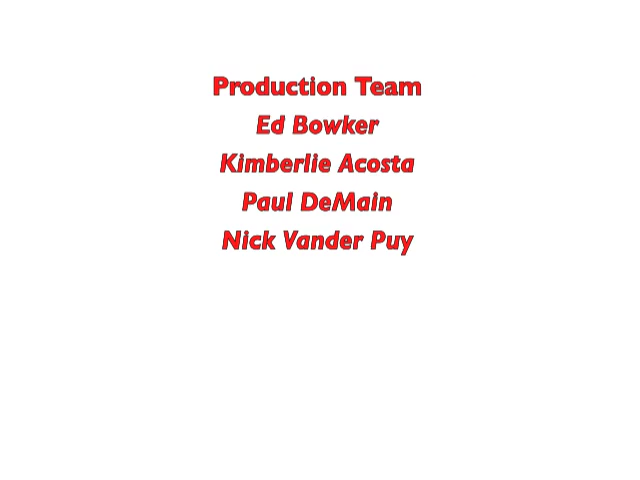 Production Team
Ed Bowker
Kimberlie Acosta
Paul DeMain
Nick Vander Puy